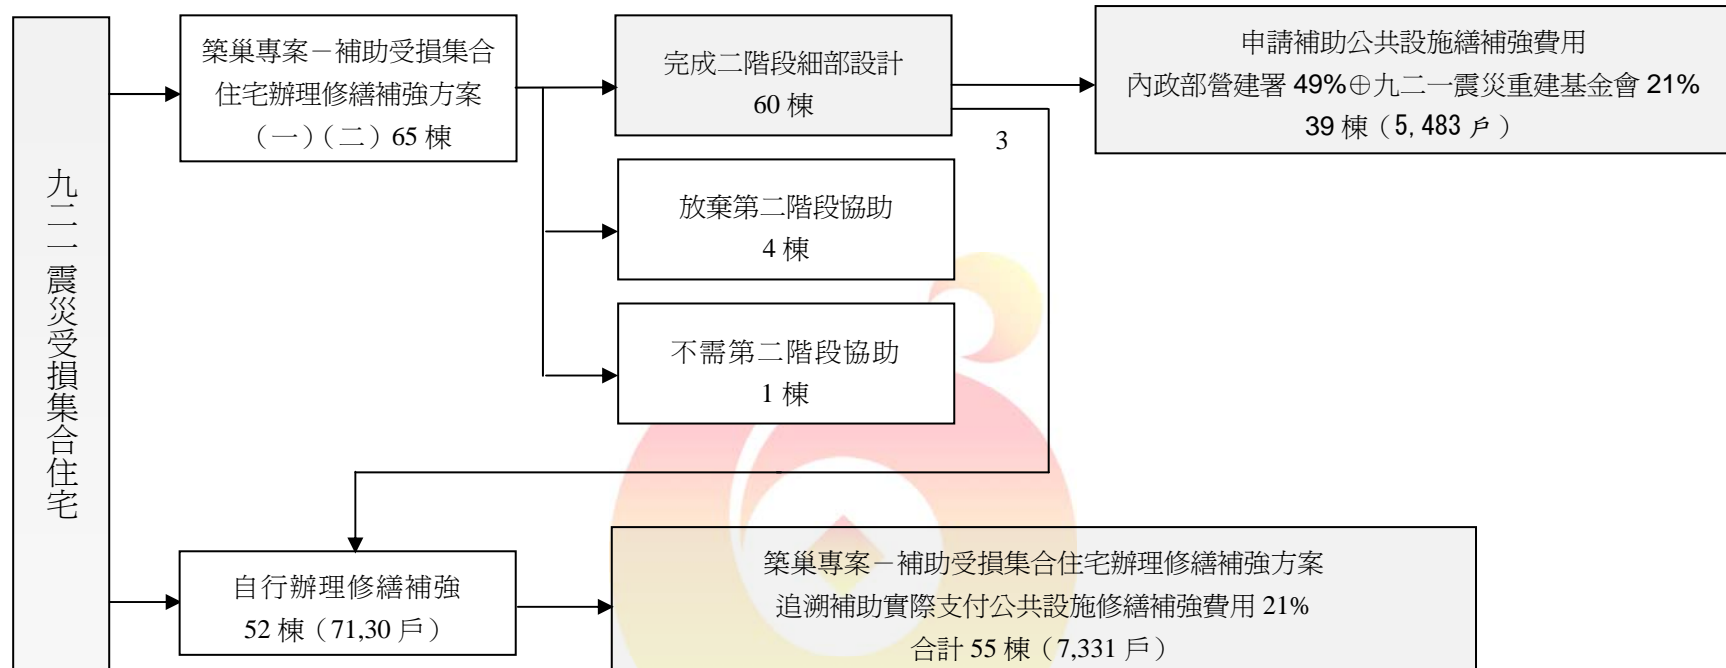 九二一震災受損集合住宅
築巢專案－補助受損集合
住宅辦理修繕補強方案
（一）（二）65 棟
完成二階段細部設計
60 棟
申請補助公共設施繕補強費用
內政部營建署 49%⊕九二一震災重建基金會 21%
39 棟（5,483 戶）
3
放棄第二階段協助
4 棟
不需第二階段協助
1 棟
自行辦理修繕補強
52 棟（71,30 戶）
築巢專案－補助受損集合住宅辦理修繕補強方案
追溯補助實際支付公共設施修繕補強費用 21%
合計 55 棟（7,331 戶）